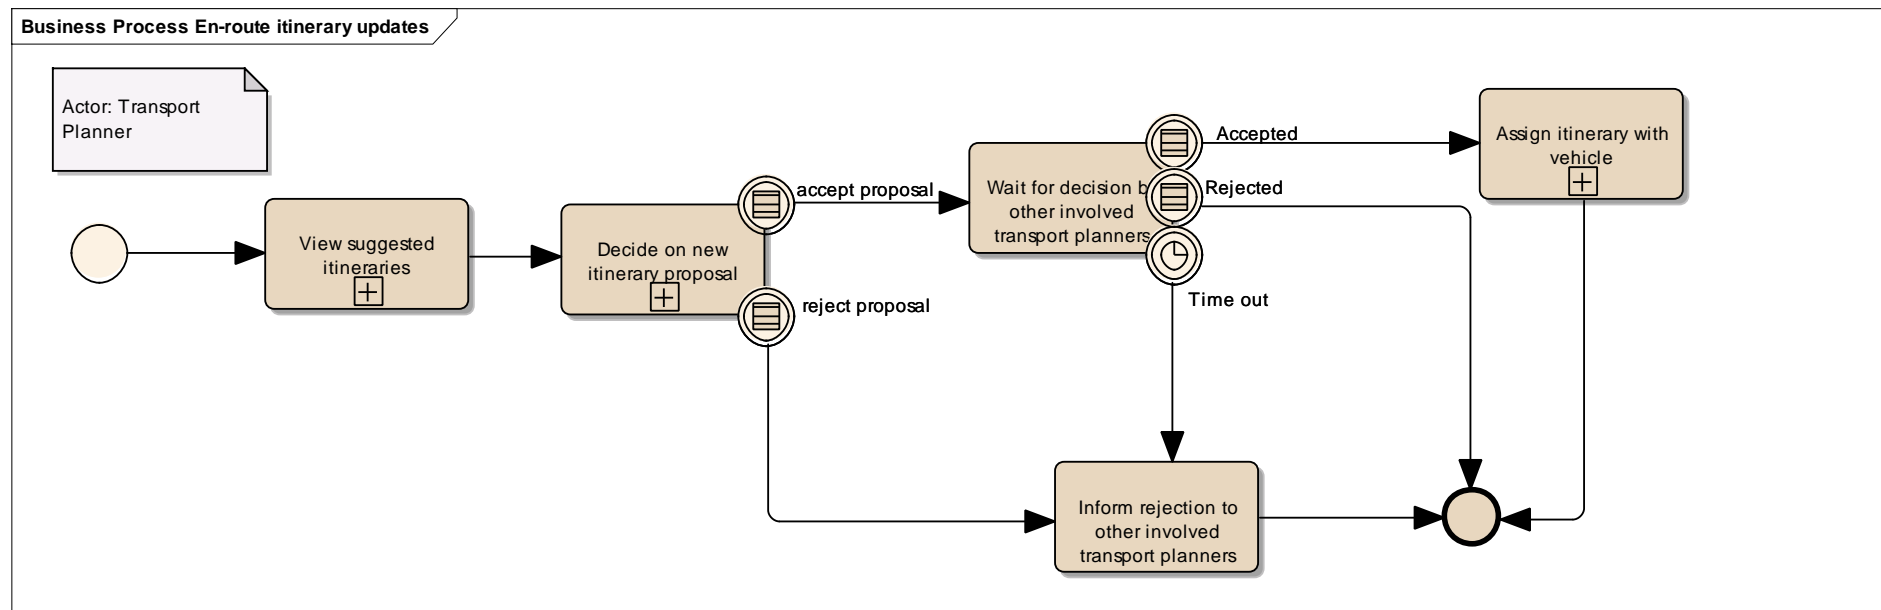 Business Process En-route itinerary updates
Actor: Transport
Planner
View suggested
itineraries
Decide on new
itinerary proposal
accept proposal
reject proposal
Wait for decision b
other involved
transport planners
Accepted
Rejected
Time out
Assign itinerary with
vehicle
Inform rejection to
other involved
transport planners